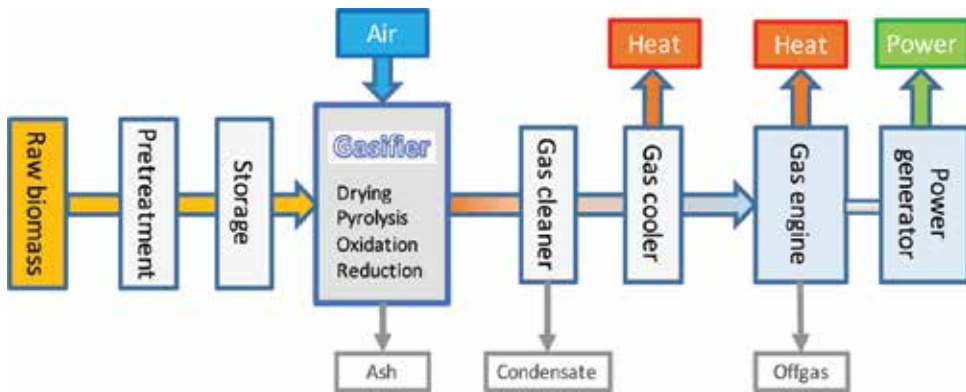 Air
Heat
Heat
Power
Raw biomass
Pretreatment
Storage
Gasifier
Drying
Pyrolysis
Oxidation
Reduction
Gas cleaner
Gas cooler
Gas engine
Power
generator
Ash
Condensate
Offgas